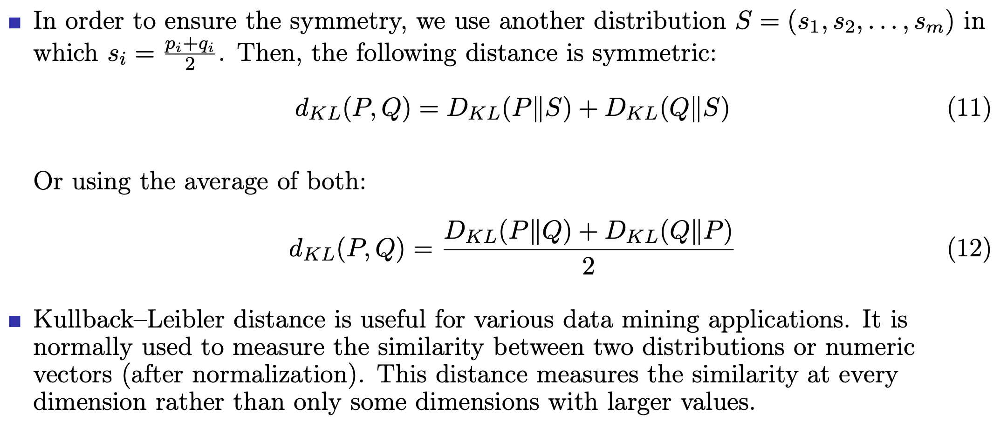 ■ In order to ensure the symmetry, we use another distribution $S = (s_1, s_2, \ldots, s_m)$ in
which $s_i = \frac{p_i+q_i}{2}$. Then, the following distance is symmetric:
$d_{KL}(P, Q) = D_{KL}(P\|S) + D_{KL}(Q\|S)$ (11)
Or using the average of both:
$d_{KL}(P, Q) = \frac{D_{KL}(P\|Q) + D_{KL}(Q\|P)}{2}$ (12)
■ Kullback–Leibler distance is useful for various data mining applications. It is
normally used to measure the similarity between two distributions or numeric
vectors (after normalization). This distance measures the similarity at every
dimension rather than only some dimensions with larger values.